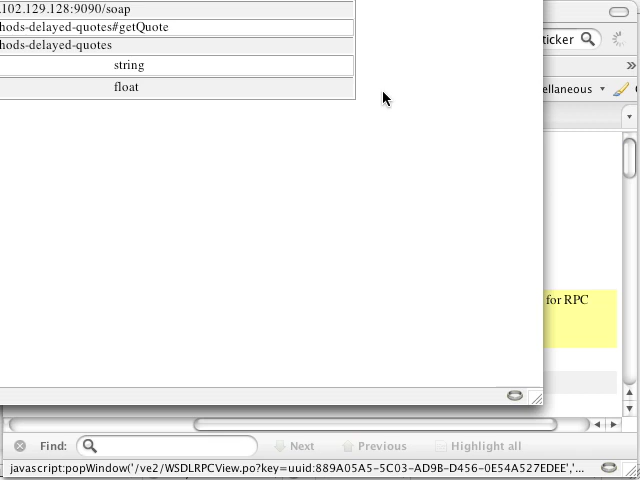 .102.129.128:9090/soap
hods-delayed-quotes#getQuote
hods-delayed-quotes
string
float
ticker
ellaneous
for RPC
Find:
Next
Previous
Highlight all
javascript:popWindow('/ve2/WSDLRPCView.po?key=uuid:889A05A5-5C03-AD9B-D456-0E54A527EDEE','...